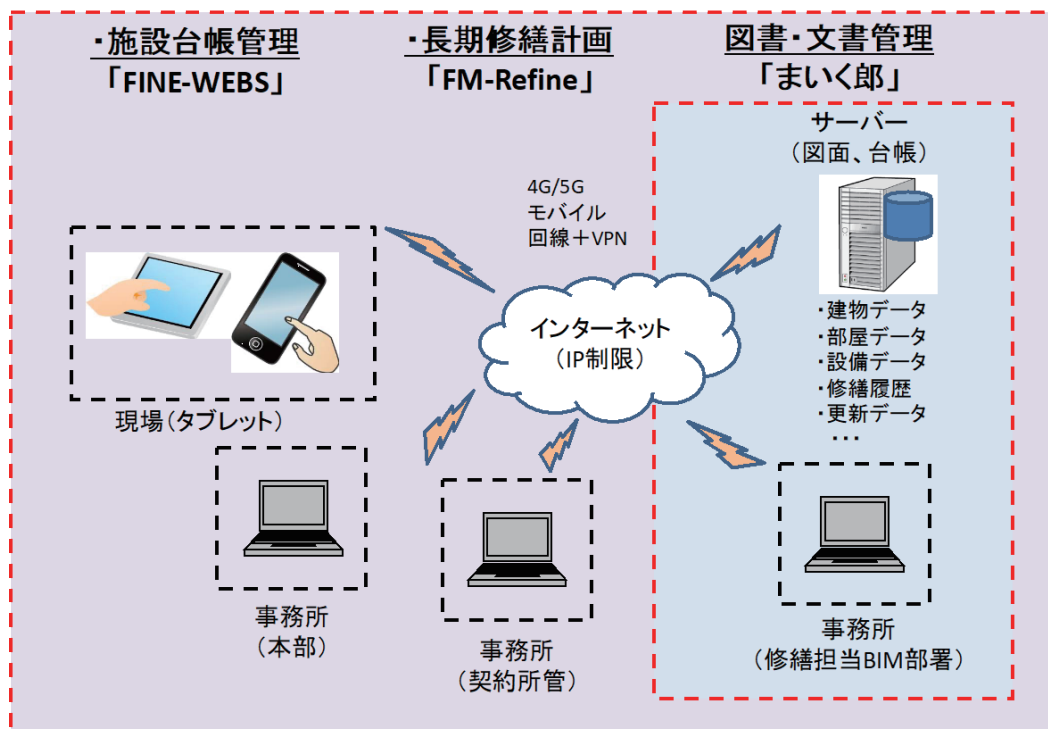 ・施設台帳管理
「FINE-WEBS」
・長期修繕計画
「FM-Refine」
図書・文書管理
「まいく郎」
サーバー
（図面、台帳）
4G/5G
モバイル
回線＋VPN
インターネット
（IP制限）
・建物データ
・部屋データ
・設備データ
・修繕履歴
・更新データ
・・・
現場（タブレット）
事務所
（本部）
事務所
（契約所管）
事務所
（修繕担当BIM部署）